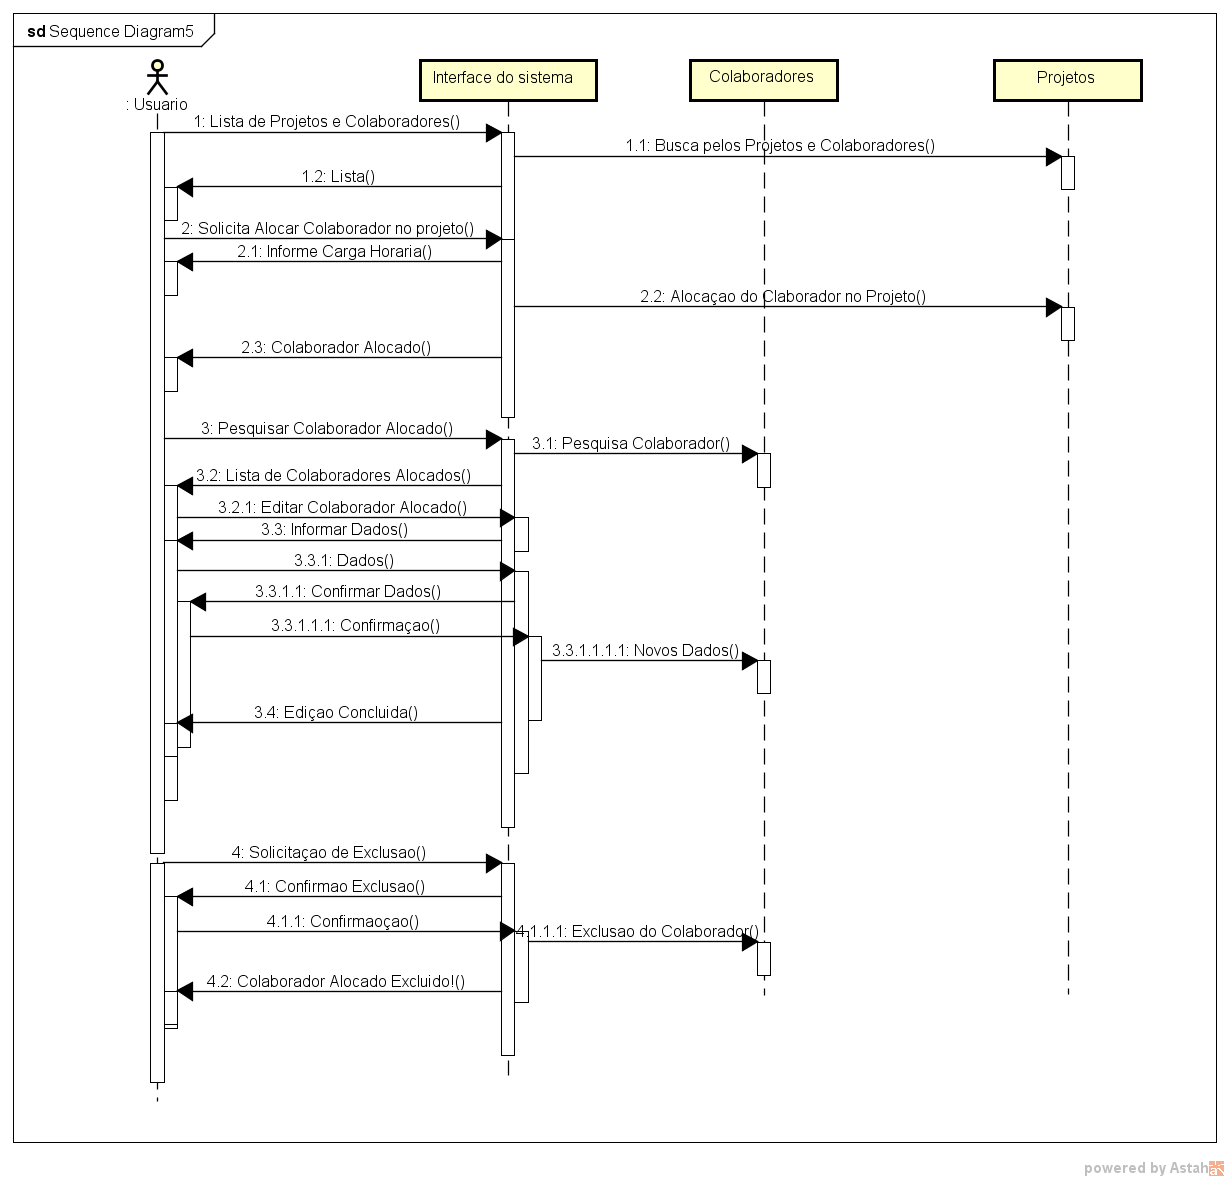 sd Sequence Diagram5
: Usuario
Interface do sistema
Colaboradores
Projetos
1: Lista de Projetos e Colaboradores()
1.1: Busca pelos Projetos e Colaboradores()
1.2: Lista()
2: Solicita Alocar Colaborador no projeto()
2.1: Informe Carga Horaria()
2.2: Alocaçao do Claborador no Projeto()
2.3: Colaborador Alocado()
3: Pesquisar Colaborador Alocado()
3.1: Pesquisa Colaborador()
3.2: Lista de Colaboradores Alocados()
3.2.1: Editar Colaborador Alocado()
3.3: Informar Dados()
3.3.1: Dados()
3.3.1.1: Confirmar Dados()
3.3.1.1.1: Confirmaçao()
3.3.1.1.1.1: Novos Dados()
3.4: Ediçao Concluida()
4: Solicitaçao de Exclusao()
4.1: Confirmao Exclusao()
4.1.1: Confirmaoçao()
4.1.1.1: Exclusao do Colaborador()
4.2: Colaborador Alocado Excluido!()
powered by Astah